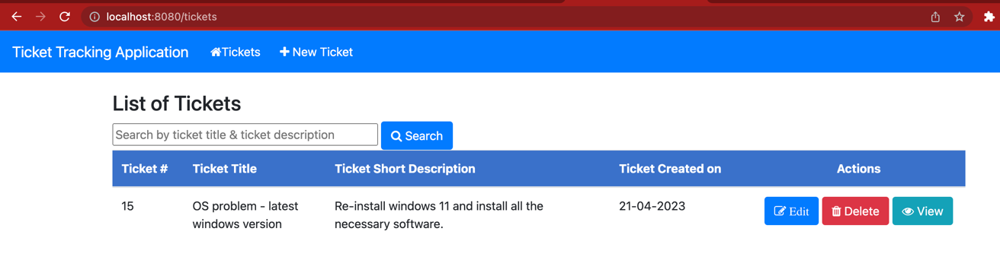 localhost:8080/tickets
Ticket Tracking Application Tickets New Ticket
List of Tickets
Search by ticket title & ticket description Search
Ticket # Ticket Title Ticket Short Description Ticket Created on Actions
15 OS problem - latest Re-install windows 11 and install all the 21-04-2023 Edit Delete View
windows version necessary software.